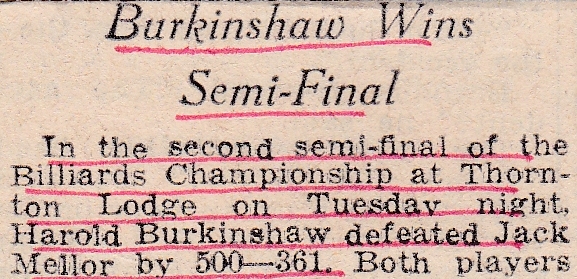 Burkinshaw Wins
Semi-Final
In the second semi-final of the
Billiards Championship at Thorn-
ton Lodge on Tuesday night,
Harold Burkinshaw defeated Jack
Mellor by 500—361. Both players